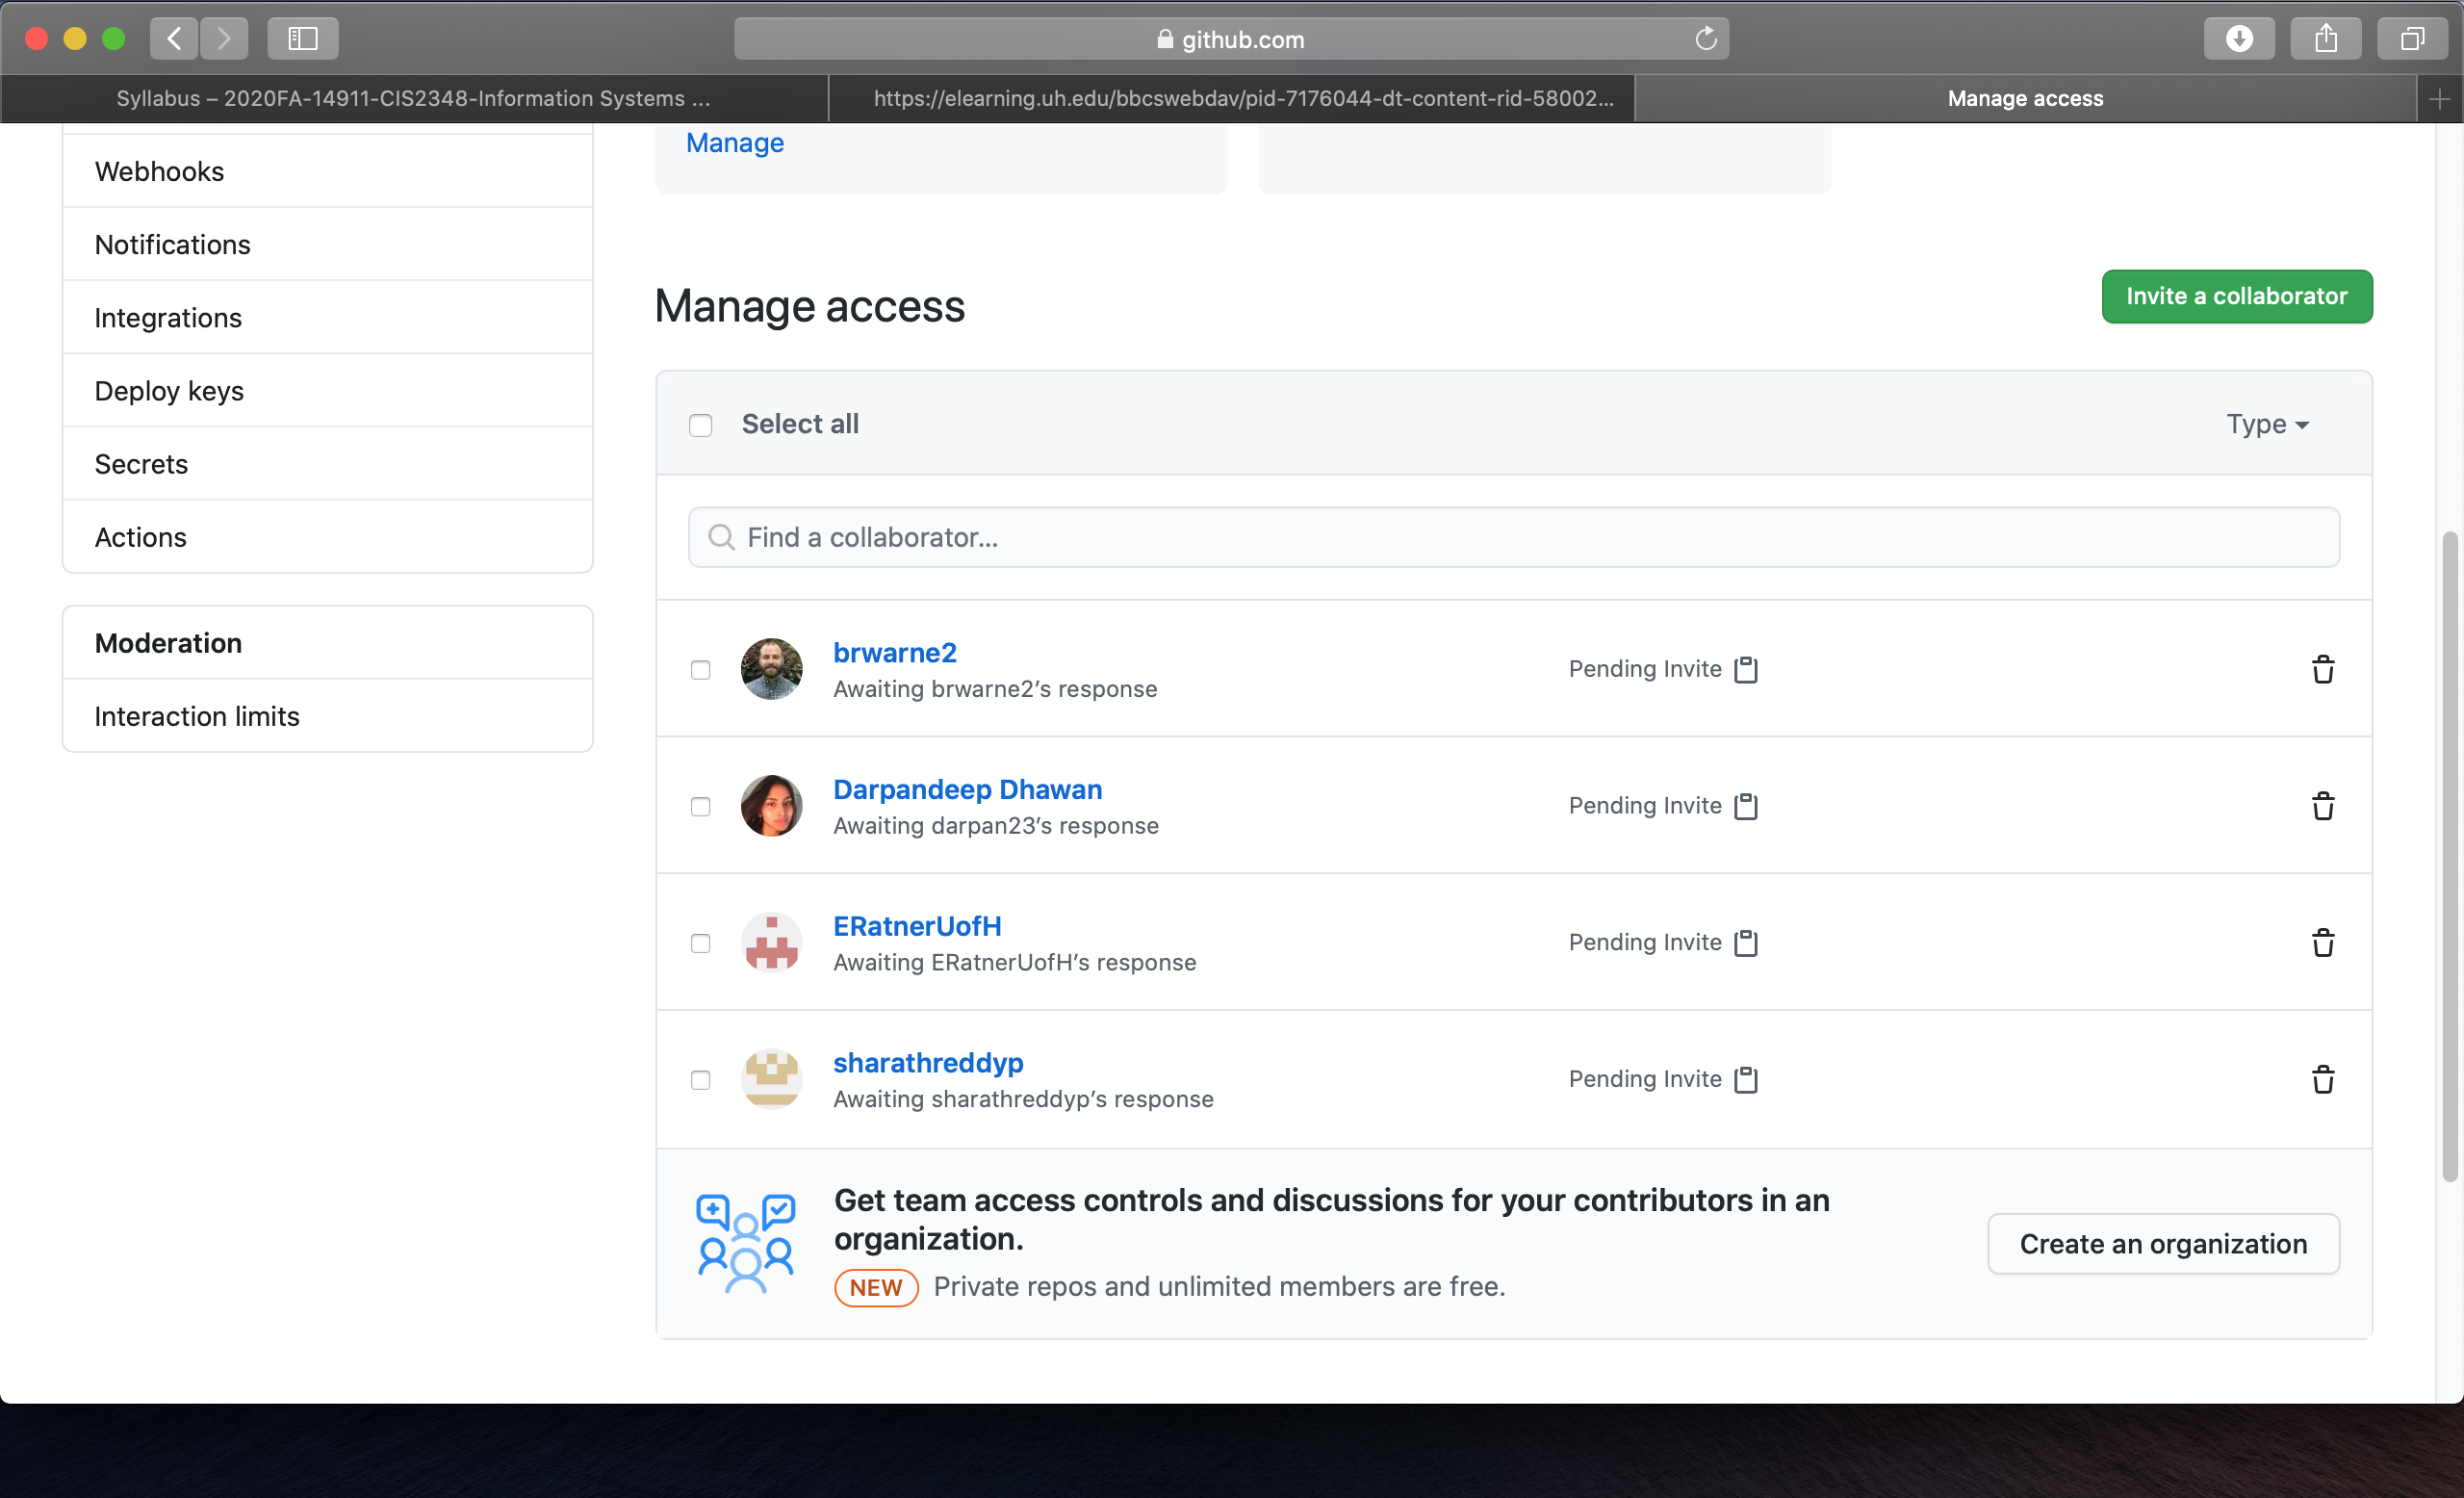 github.com
Syllabus – 2020FA-14911-CIS2348-Information Systems ...
https://elearning.uh.edu/bbcswebdav/pid-7176044-dt-content-rid-58002...
Manage access
Webhooks
Notifications
Integrations
Deploy keys
Secrets
Actions
Moderation
Interaction limits
Manage
Manage access
Invite a collaborator
Select all
Type
Find a collaborator...
brwarne2
Awaiting brwarne2’s response
Pending Invite
Darpandeep Dhawan
Awaiting darpan23’s response
Pending Invite
ERatnerUofH
Awaiting ERatnerUofH’s response
Pending Invite
sharathreddyp
Awaiting sharathreddyp’s response
Pending Invite
Get team access controls and discussions for your contributors in an
organization.
NEW Private repos and unlimited members are free.
Create an organization